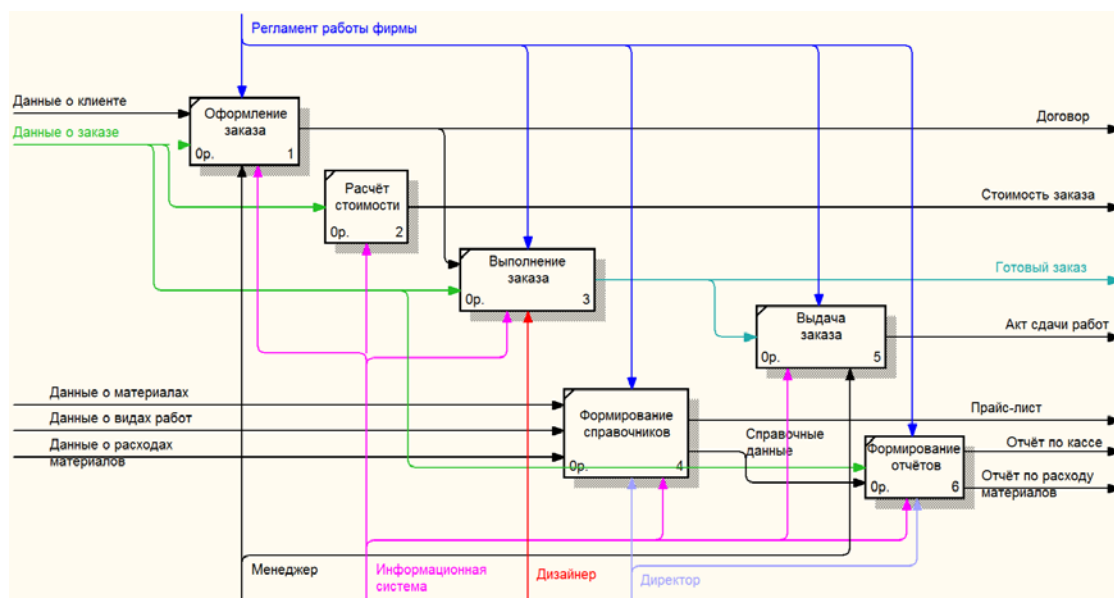 Регламент работы фирмы
Данные о клиенте
Данные о заказе
Оформление
заказа
0р. 1
Договор
Расчёт
стоимости
0р. 2
Стоимость заказа
Выполнение
заказа
0р. 3
Готовый заказ
Выдача
заказа
0р. 5
Акт сдачи работ
Данные о материалах
Данные о видах работ
Данные о расходах
материалов
Формирование
справочников
0р. 4
Прайс-лист
Справочные
данные
Формирование
отчётов
0р. 6
Отчёт по кассе
Отчёт по расходу
материалов
Менеджер
Информационная
система
Дизайнер
Директор